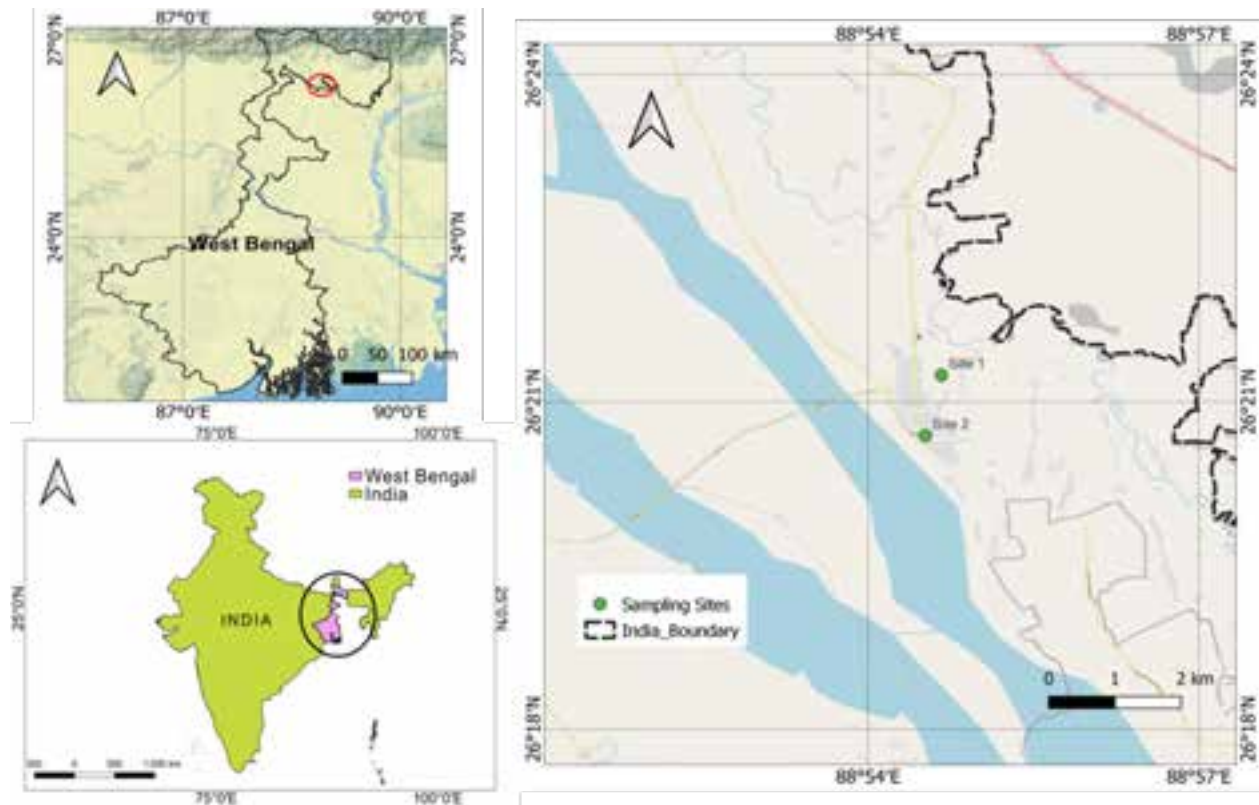 87°0'E 90°0'E
27°0'N 27°0'N
24°0'N 24°0'N
West Bengal
0 50 100 km
87°0'E 90°0'E
75°0'E 100°0'E
West Bengal
India
25°0'N 25°0'N
INDIA
75°0'E 100°0'E
88°54'E 88°57'E
26°24'N 26°24'N
Site 1
26°21'N 26°21'N
Site 2
Sampling Sites
India_Boundary
0 1 2 km
26°18'N 26°18'N
88°54'E 88°57'E